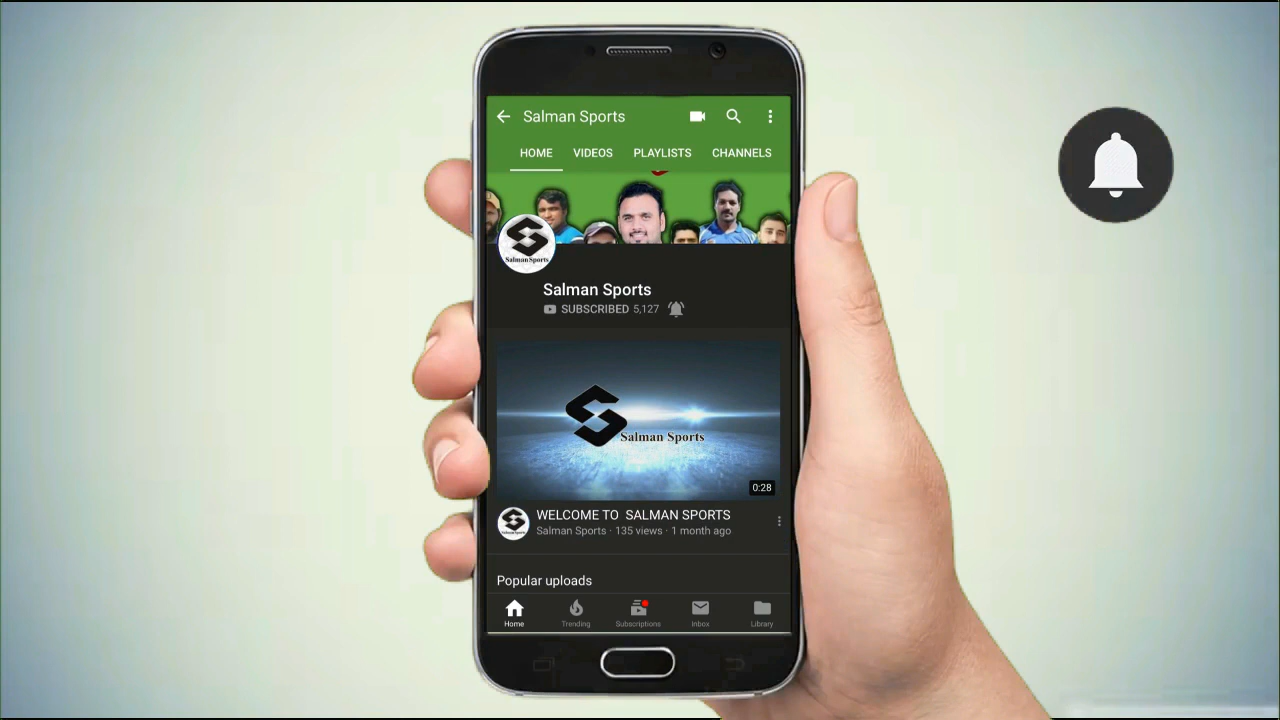 Salman Sports
HOME VIDEOS PLAYLISTS CHANNELS
Salman Sports
Salman Sports
SUBSCRIBED 5,127
Salman Sports
0:28
WELCOME TO SALMAN SPORTS
Salman Sports · 135 views · 1 month ago
Popular uploads
Home Trending Subscriptions Inbox Library